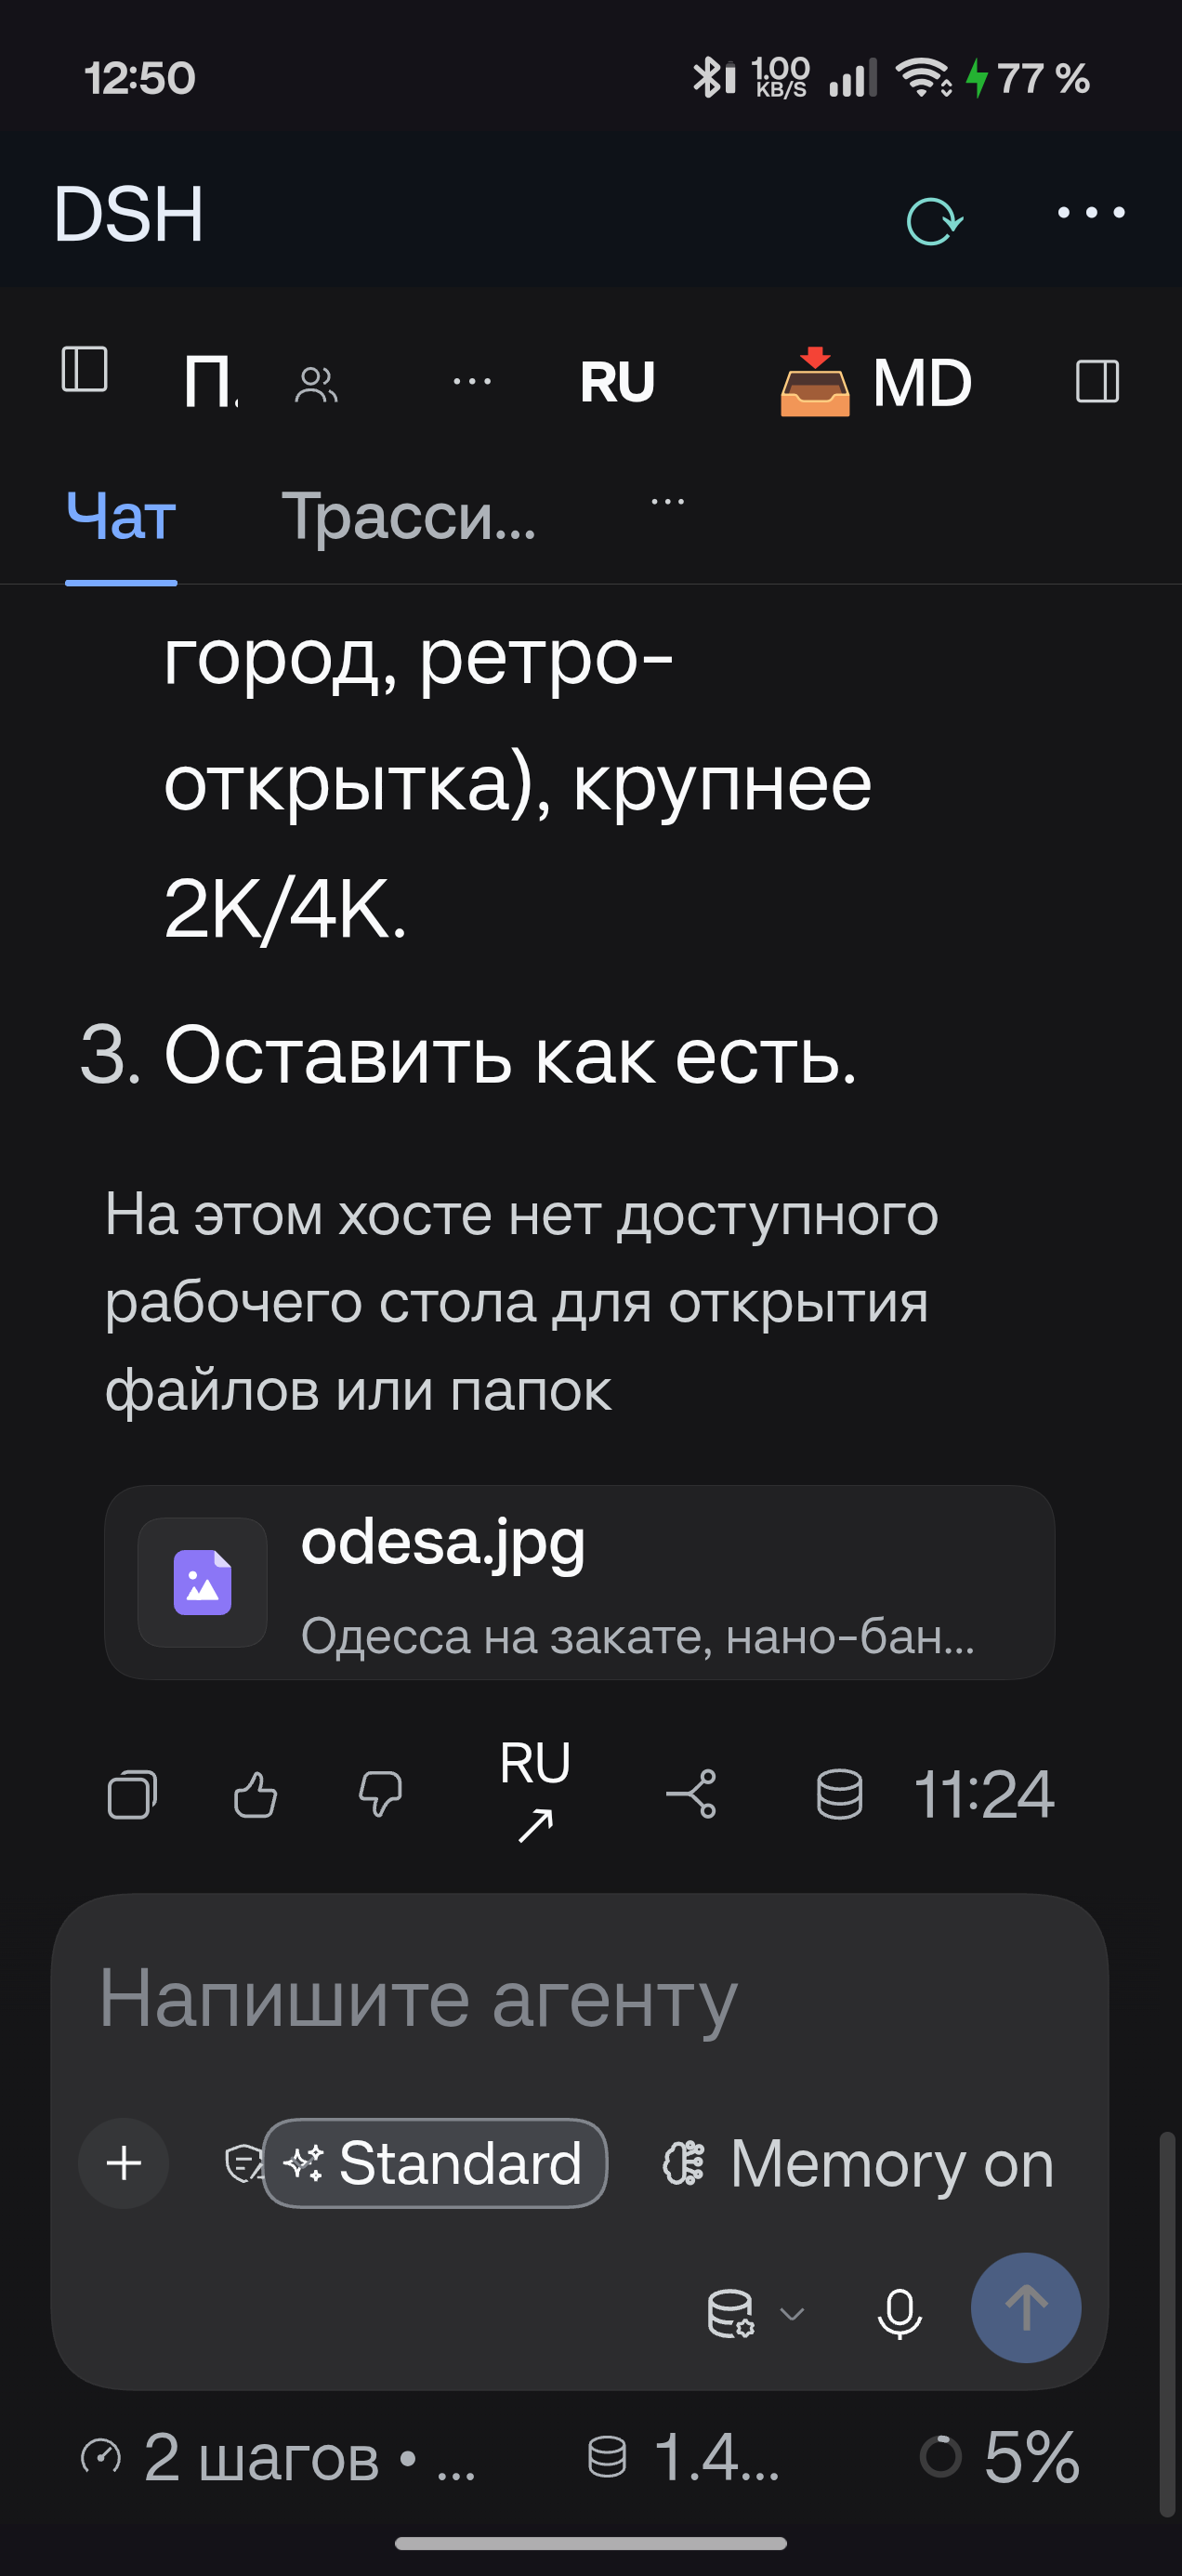 12:50
1.00 KB/S
77 %
DSH
П.
RU
MD
Чат
Трасси...
город, ретро-
открытка), крупнее
2K/4K.
3. Оставить как есть.
На этом хосте нет доступного
рабочего стола для открытия
файлов или папок
odesa.jpg
Одесса на закате, нано-бан...
RU
11:24
Напишите агенту
Standard
Memory on
2 шагов • ...
1.4...
5%